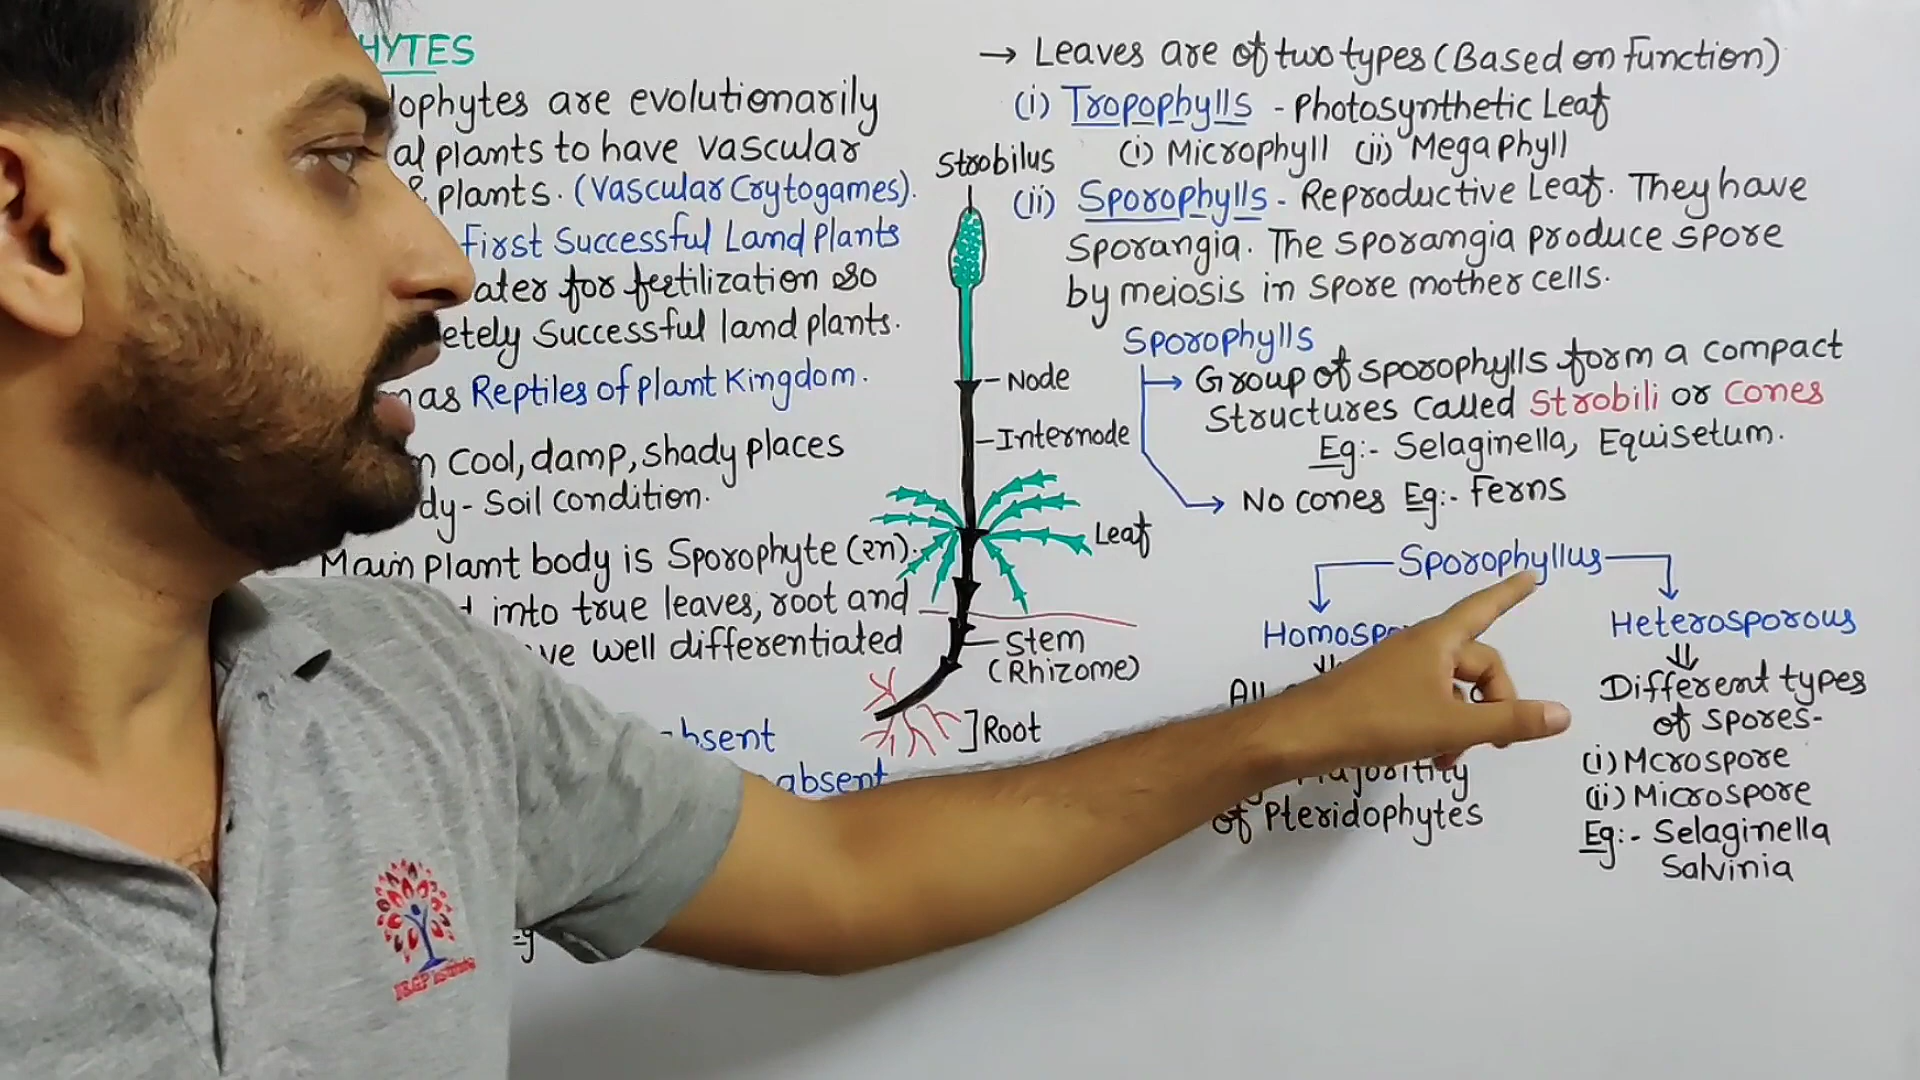 HYTES
lophytes are evolutionarily
al plants to have vascular
& plants. (Vascular Crytogames).
First Successful Land Plants
ater for fertilization so
etely Successful land plants.
as Reptiles of plant Kingdom.
n Cool, damp, shady places
dy - Soil condition.
Main plant body is Sporophyte (2n).
into true leaves, root and
ve well differentiated
absent
absent
Eg
Strobilus
- Node
- Internode
Leaf
Stem
(Rhizome)
] Root
→ Leaves are of two types (Based on function)
(i) Tropophylls - Photosynthetic Leaf
(i) Microphyll (ii) Megaphyll
(ii) Sporophylls - Reproductive Leaf. They have
Sporangia. The sporangia produce spore
by meiosis in spore mother cells.
Sporophylls
→ Group of sporophylls form a compact
structures called Strobili or Cones
Eg:- Selaginella, Equisetum.
→ No cones Eg:- Ferns
Sporophyllus
Homospo
All
Majoritity
of Pteridophytes
Heterosporous
Different types
of spores-
(i) Mcrospore
(ii) Microspore
Eg:- Selaginella
Salvinia